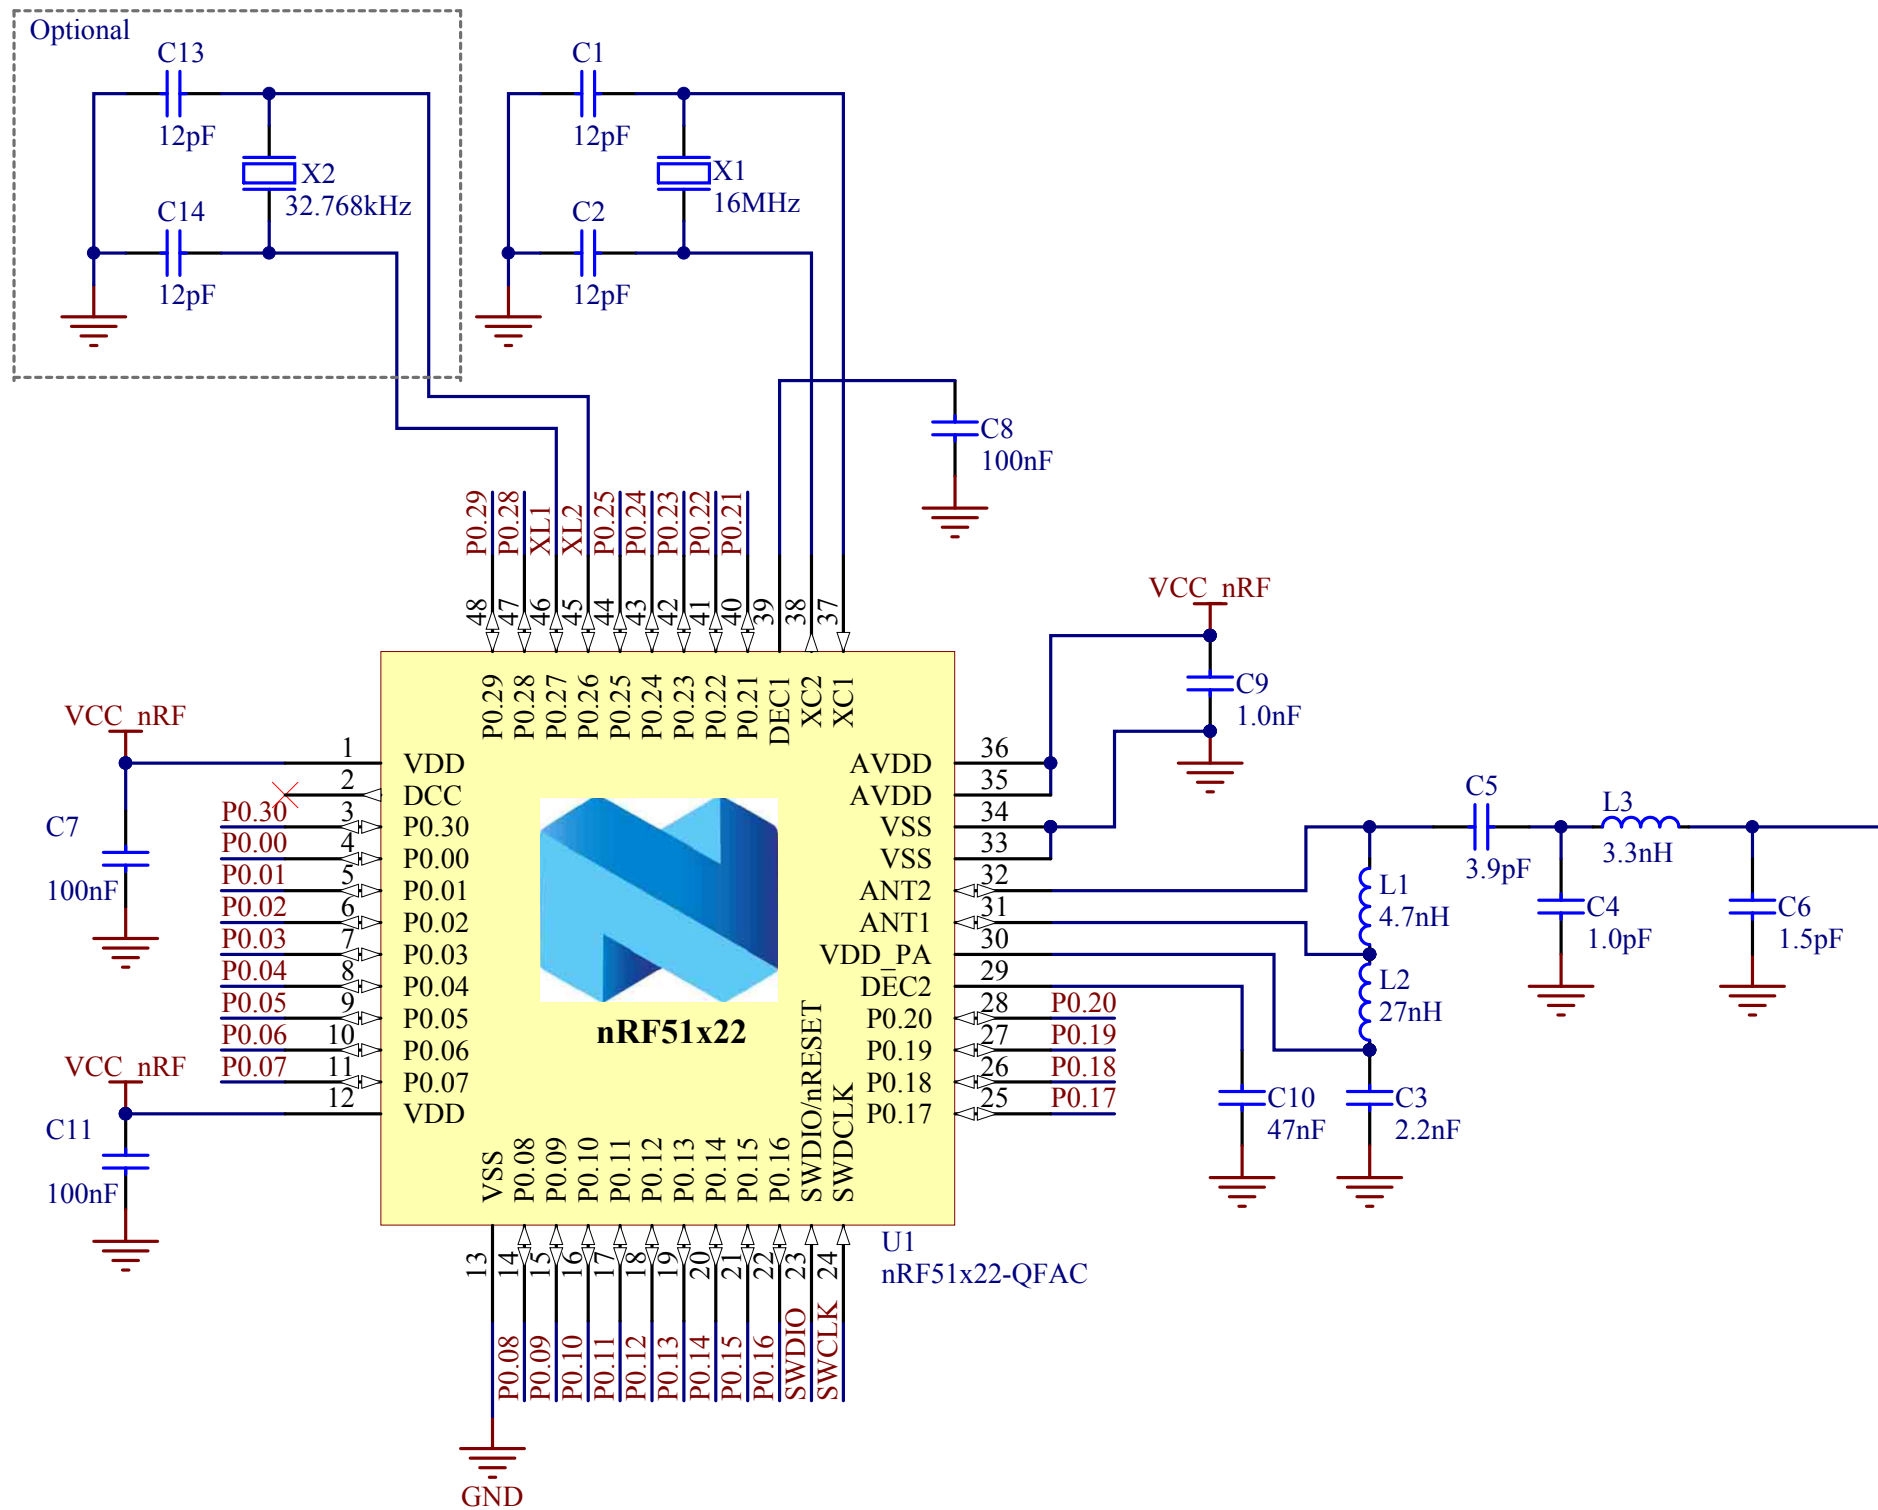 Optional
C13
12pF
X2
32.768kHz
C14
12pF
C1
12pF
X1
16MHz
C2
12pF
C8
100nF
P0.29
P0.28
XL1
XL2
P0.25
P0.24
P0.23
P0.22
P0.21
48
47
46
45
44
43
42
41
40
39
38
37
P0.29
P0.28
P0.27
P0.26
P0.25
P0.24
P0.23
P0.22
P0.21
DEC1
XC2
XC1
VCC_nRF
C9
1.0nF
VCC_nRF
C7
100nF
1 VDD
2 DCC
P0.30 3 P0.30
P0.00 4 P0.00
P0.01 5 P0.01
P0.02 6 P0.02
P0.03 7 P0.03
P0.04 8 P0.04
P0.05 9 P0.05
P0.06 10 P0.06
P0.07 11 P0.07
12 VDD
VCC_nRF
C11
100nF
nRF51x22
AVDD 36
AVDD 35
VSS 34
VSS 33
ANT2 32
ANT1 31
VDD_PA 30
DEC2 29
P0.20 28 P0.20
P0.19 27 P0.19
P0.18 26 P0.18
P0.17 25 P0.17
C5
3.9pF
L3
3.3nH
L1
4.7nH
C4
1.0pF
C6
1.5pF
L2
27nH
C10
47nF
C3
2.2nF
VSS
P0.08
P0.09
P0.10
P0.11
P0.12
P0.13
P0.14
P0.15
P0.16
SWDIO/nRESET
SWDCLK
13
14
15
16
17
18
19
20
21
22
23
24
U1
nRF51x22-QFAC
P0.08
P0.09
P0.10
P0.11
P0.12
P0.13
P0.14
P0.15
P0.16
SWDIO
SWCLK
GND